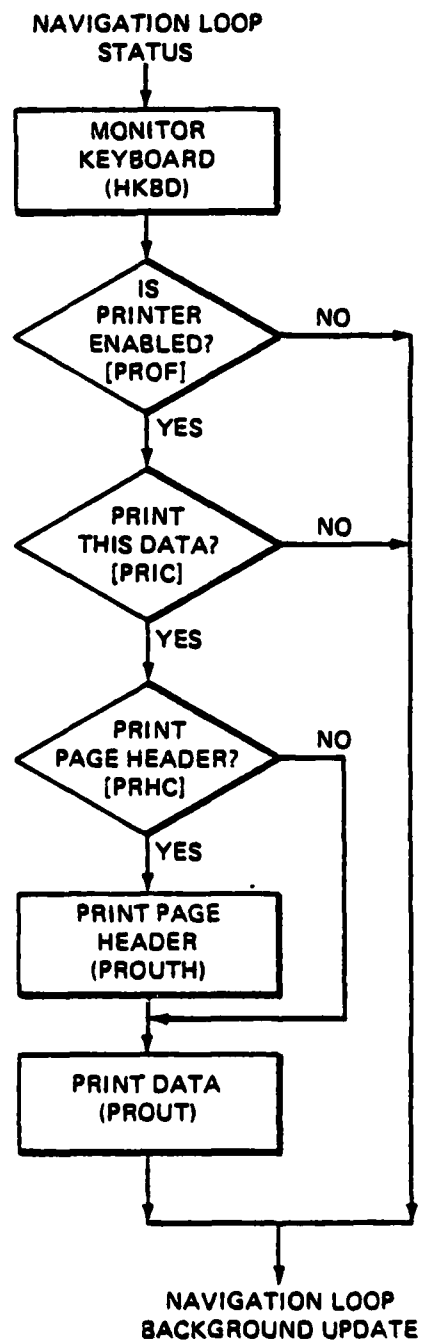 NAVIGATION LOOP
STATUS
MONITOR
KEYBOARD
(HKBD)
IS
PRINTER
ENABLED?
[PROF]
NO
YES
PRINT
THIS DATA?
[PRIC]
NO
YES
PRINT
PAGE HEADER?
[PRHC]
NO
YES
PRINT PAGE
HEADER
(PROUTH)
PRINT DATA
(PROUT)
NAVIGATION LOOP
BACKGROUND UPDATE